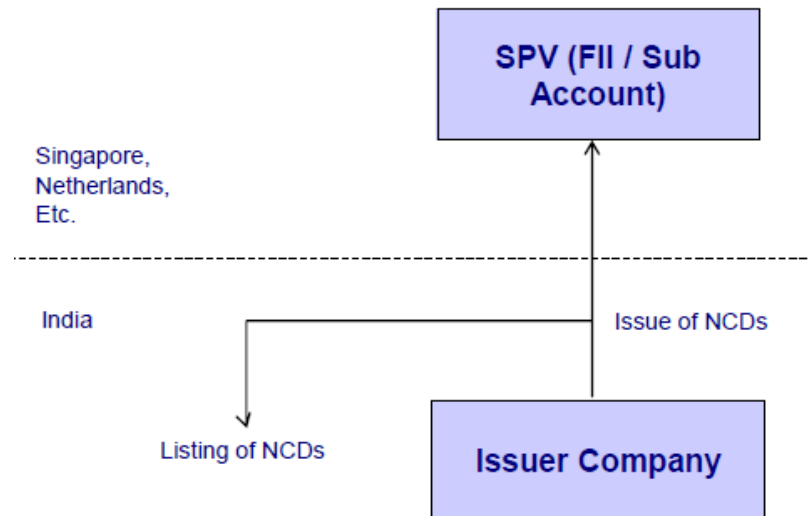 SPV (FII / Sub
Account)
Singapore,
Netherlands,
Etc.
India
Issue of NCDs
Listing of NCDs
Issuer Company